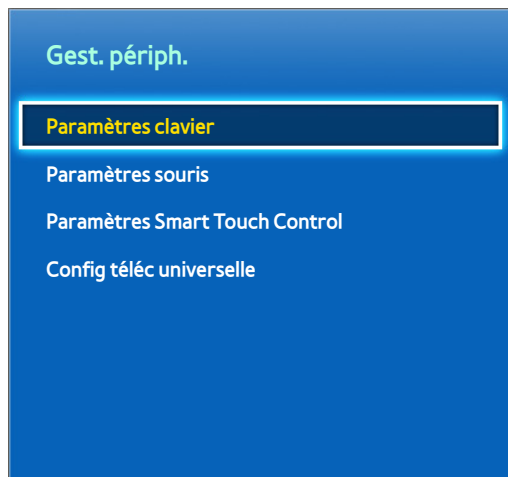 Gest. périph.
Paramètres clavier
Paramètres souris
Paramètres Smart Touch Control
Config téléc universelle